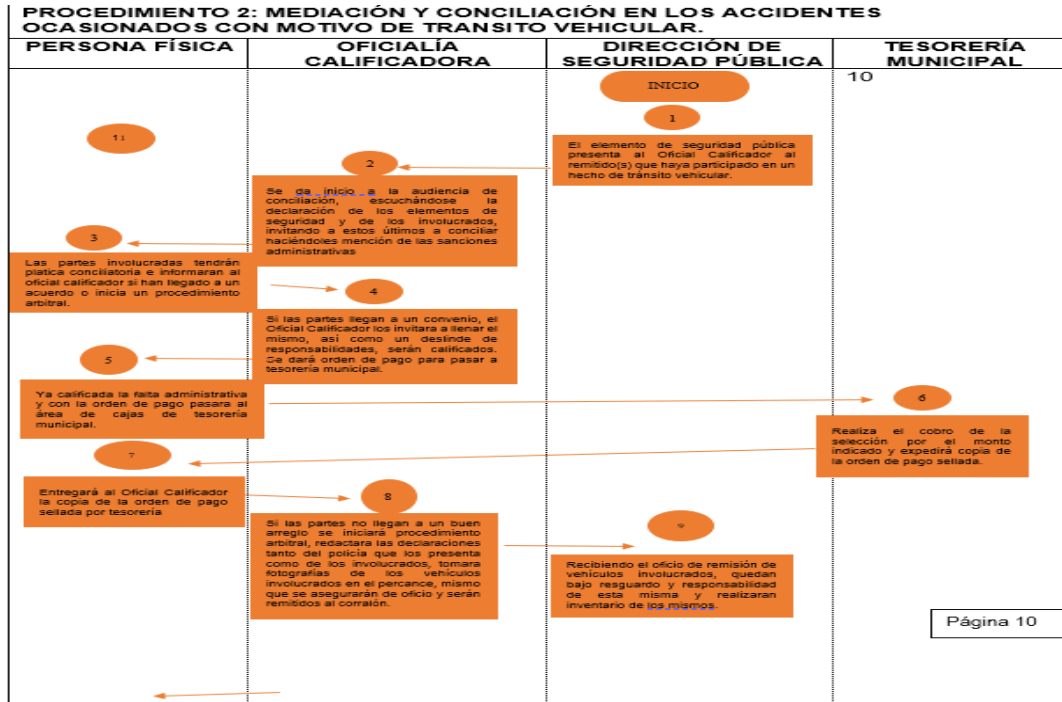 PROCEDIMIENTO 2: MEDIACIÓN Y CONCILIACIÓN EN LOS ACCIDENTES
OCASIONADOS CON MOTIVO DE TRANSITO VEHICULAR.
PERSONA FÍSICA
OFICIALÍA
CALIFICADORA
DIRECCIÓN DE
SEGURIDAD PÚBLICA
TESORERÍA
MUNICIPAL
10
INICIO
1
El elemento de seguridad pública
presenta al Oficial Calificador al
remitido(s) que haya participado en un
hecho de tránsito vehicular.
11
2
Se da inicio a la audiencia de
conciliación, escuchándose la
declaración de los elementos de
seguridad y de los involucrados,
invitando a estos últimos a conciliar
haciéndoles mención de las sanciones
administrativas
3
Las partes involucradas tendrán
platica conciliatoria e informaran al
oficial calificador si han llegado a un
acuerdo o inicia un procedimiento
arbitral.
4
Si las partes llegan a un convenio, el
Oficial Calificador los invitara a llenar el
mismo, así como un deslinde de
responsabilidades, serán calificados.
Se dará orden de pago para pasar a
tesorería municipal.
5
Ya calificada la falta administrativa
y con la orden de pago pasara al
área de cajas de tesorería
municipal.
6
Realiza el cobro de la
selección por el monto
indicado y expedirá copia de
la orden de pago sellada.
7
Entregará al Oficial Calificador
la copia de la orden de pago
sellada por tesorería
8
Si las partes no llegan a un buen
arreglo se iniciará procedimiento
arbitral, redactara las declaraciones
tanto del policía que los presenta
como de los involucrados, tomara
fotografías de los vehículos
involucrados en el percance, mismo
que se asegurarán de oficio y serán
remitidos al corralón.
9
Recibiendo el oficio de remisión de
vehículos involucrados, quedan
bajo resguardo y responsabilidad
de esta misma y realizaran
inventario de los mismos.
Página 10